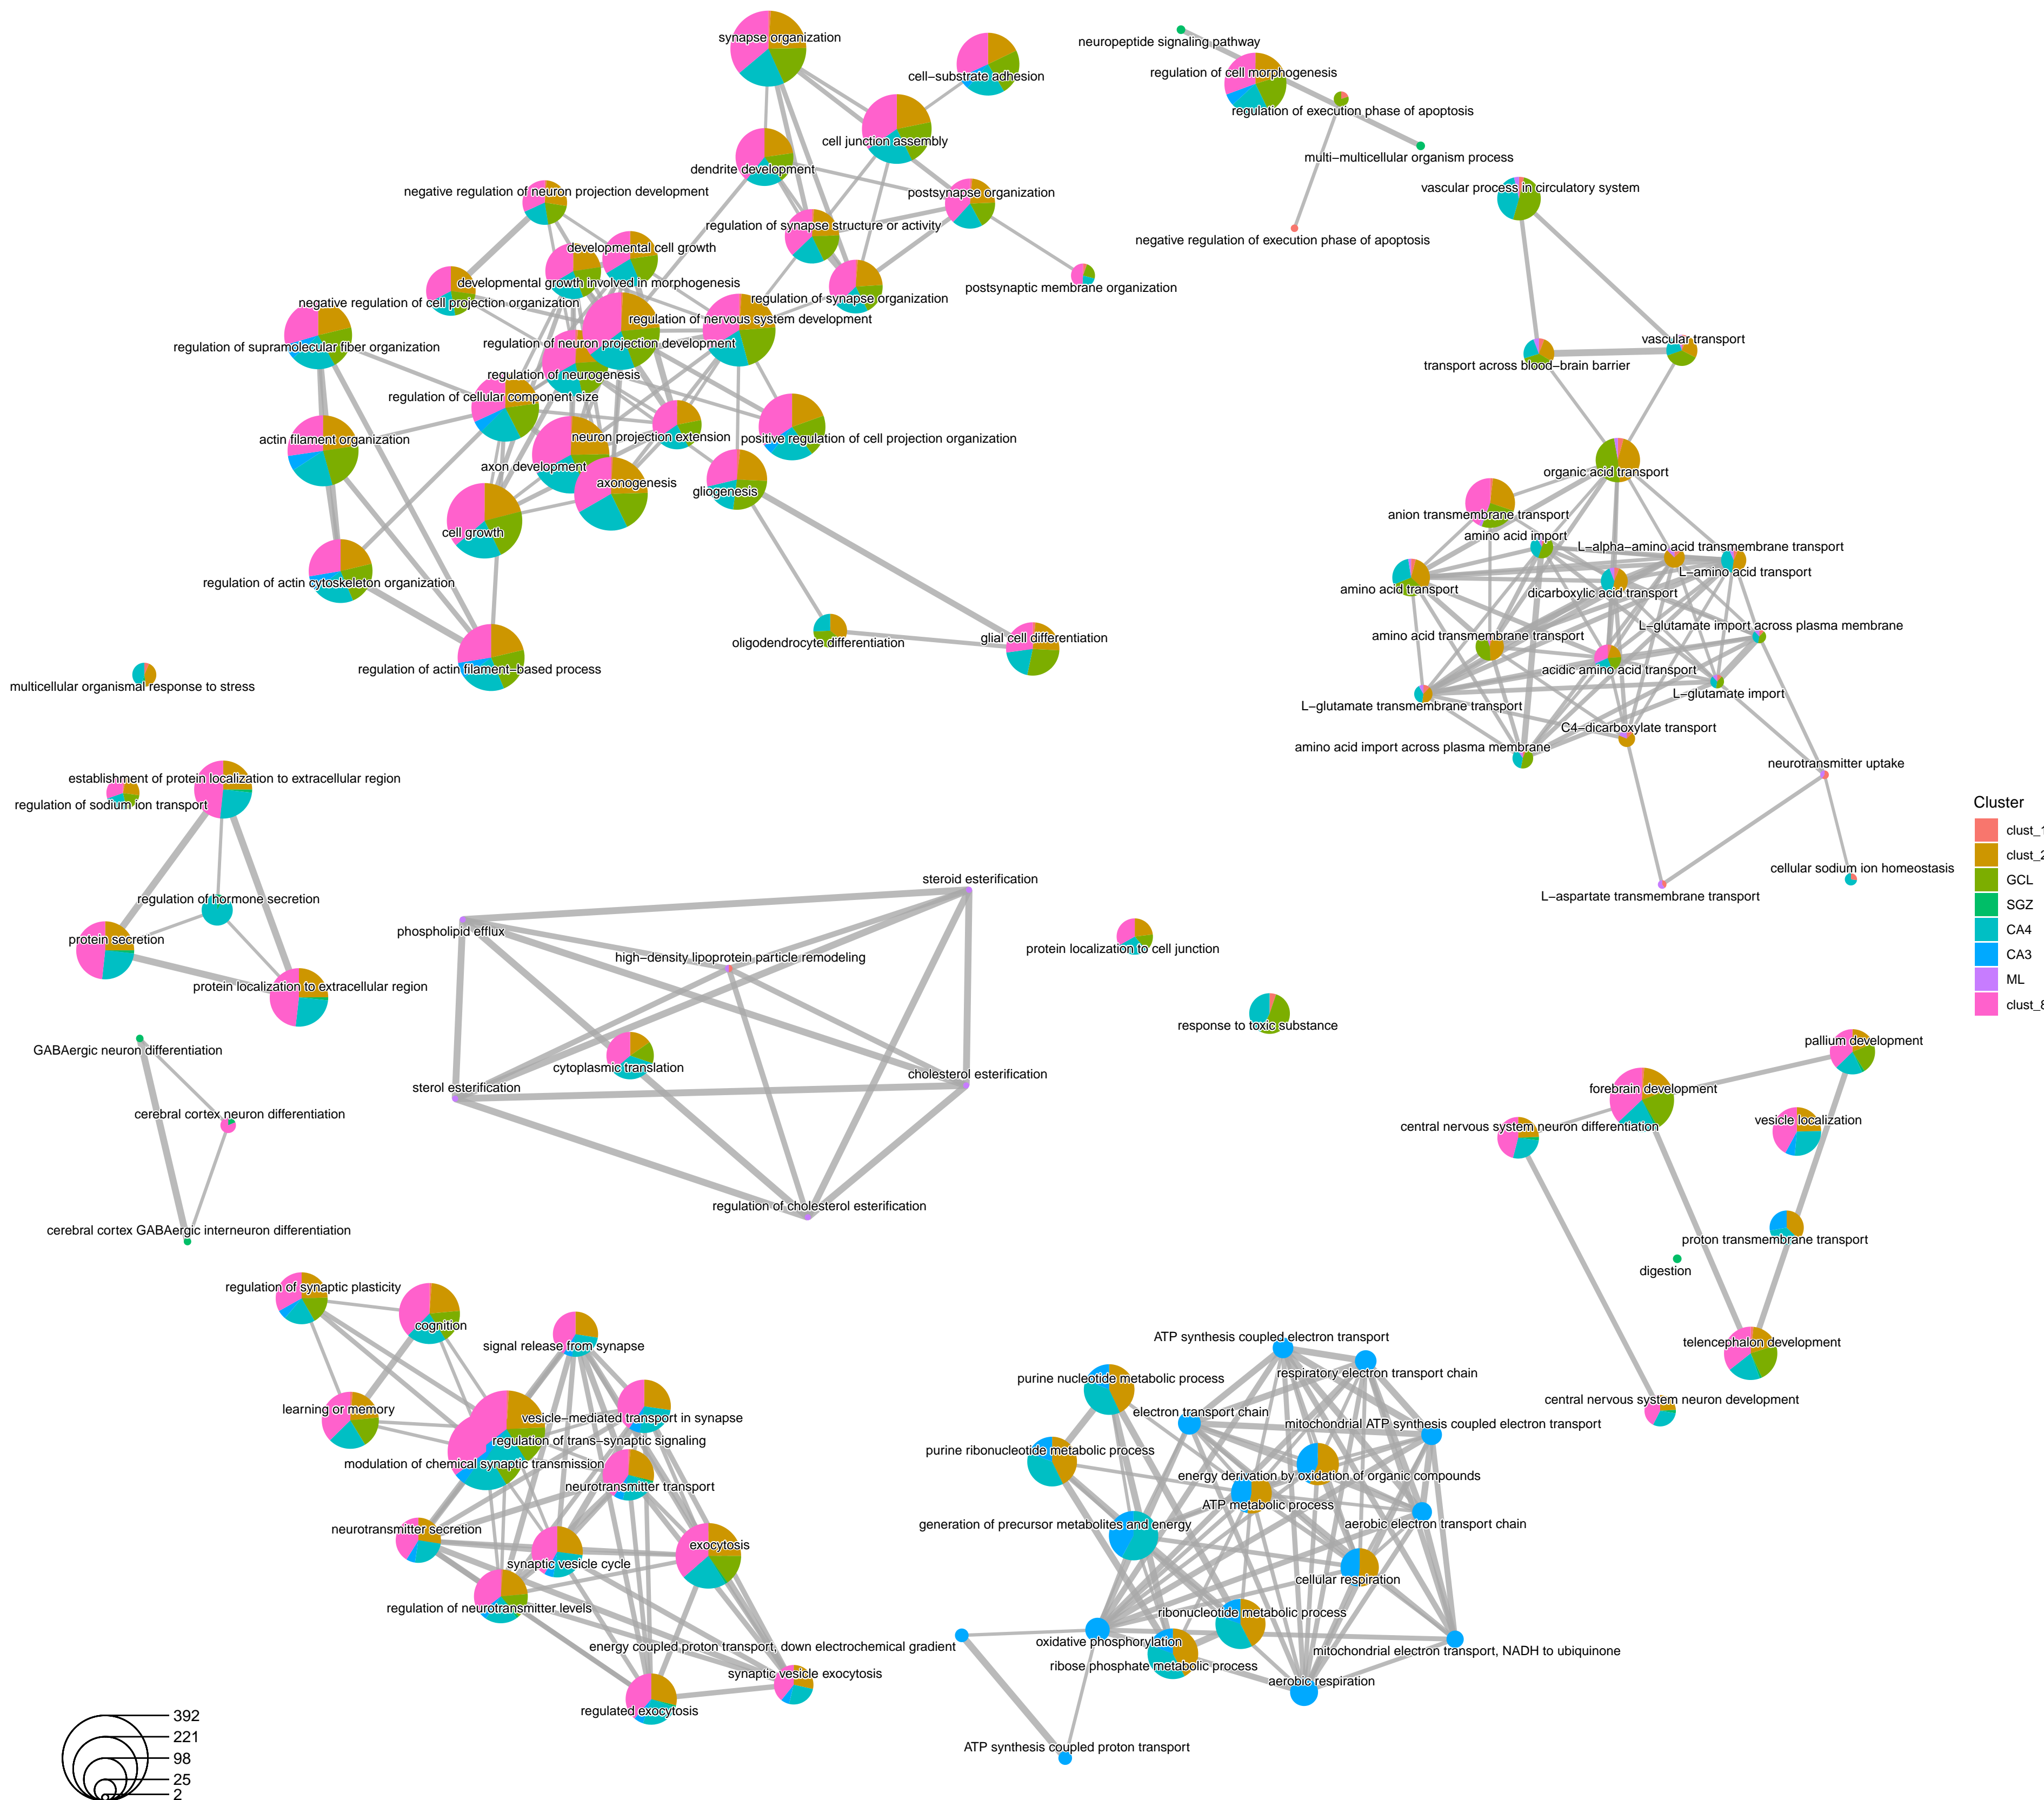 synapse organization
neuropeptide signaling pathway
cell−substrate adhesion
regulation of cell morphogenesis
regulation of execution phase of apoptosis
cell junction assembly
multi−multicellular organism process
dendrite development
negative regulation of neuron projection development
postsynapse organization
vascular process in circulatory system
regulation of synapse structure or activity
negative regulation of execution phase of apoptosis
developmental cell growth
developmental growth involved in morphogenesis
postsynaptic membrane organization
negative regulation of cell projection organization
regulation of synapse organization
regulation of nervous system development
regulation of supramolecular fiber organization
regulation of neuron projection development
vascular transport
transport across blood−brain barrier
regulation of neurogenesis
regulation of cellular component size
actin filament organization
neuron projection extension
positive regulation of cell projection organization
axon development
organic acid transport
axonogenesis
gliogenesis
anion transmembrane transport
cell growth
amino acid import
L−alpha−amino acid transmembrane transport
L−amino acid transport
regulation of actin cytoskeleton organization
amino acid transport
dicarboxylic acid transport
L−glutamate import across plasma membrane
oligodendrocyte differentiation
glial cell differentiation
amino acid transmembrane transport
regulation of actin filament−based process
acidic amino acid transport
multicellular organismal response to stress
L−glutamate import
L−glutamate transmembrane transport
C4−dicarboxylate transport
amino acid import across plasma membrane
neurotransmitter uptake
establishment of protein localization to extracellular region
regulation of sodium ion transport
Cluster
clust_1
clust_2
GCL
SGZ
CA4
CA3
ML
clust_8
cellular sodium ion homeostasis
steroid esterification
L−aspartate transmembrane transport
regulation of hormone secretion
phospholipid efflux
protein secretion
protein localization to cell junction
high−density lipoprotein particle remodeling
protein localization to extracellular region
response to toxic substance
GABAergic neuron differentiation
pallium development
cytoplasmic translation
cholesterol esterification
sterol esterification
forebrain development
cerebral cortex neuron differentiation
vesicle localization
central nervous system neuron differentiation
regulation of cholesterol esterification
cerebral cortex GABAergic interneuron differentiation
proton transmembrane transport
digestion
regulation of synaptic plasticity
cognition
signal release from synapse
ATP synthesis coupled electron transport
telencephalon development
respiratory electron transport chain
purine nucleotide metabolic process
central nervous system neuron development
learning or memory
electron transport chain
vesicle−mediated transport in synapse
mitochondrial ATP synthesis coupled electron transport
regulation of trans−synaptic signaling
purine ribonucleotide metabolic process
modulation of chemical synaptic transmission
energy derivation by oxidation of organic compounds
neurotransmitter transport
ATP metabolic process
generation of precursor metabolites and energy
aerobic electron transport chain
neurotransmitter secretion
exocytosis
synaptic vesicle cycle
cellular respiration
regulation of neurotransmitter levels
ribonucleotide metabolic process
oxidative phosphorylation
energy coupled proton transport, down electrochemical gradient
mitochondrial electron transport, NADH to ubiquinone
ribose phosphate metabolic process
synaptic vesicle exocytosis
aerobic respiration
regulated exocytosis
ATP synthesis coupled proton transport
392
221
98
25
2